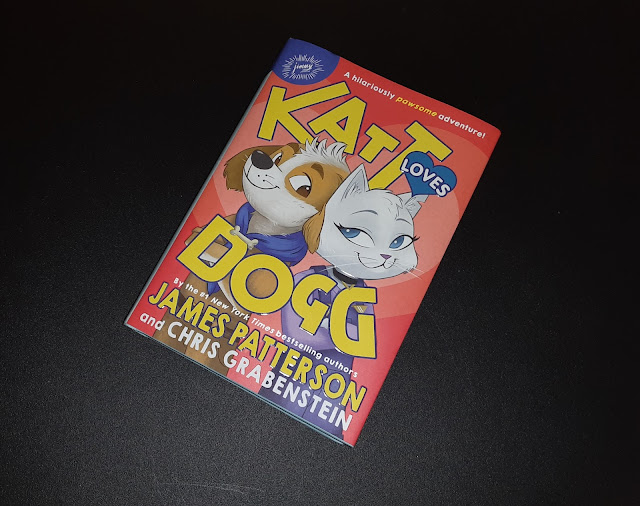 jimmy
A hilariously pawsome adventure!
KATT
LOVES
DOGG
By the #1 New York Times bestselling authors
JAMES PATTERSON
and CHRIS GRABENSTEIN